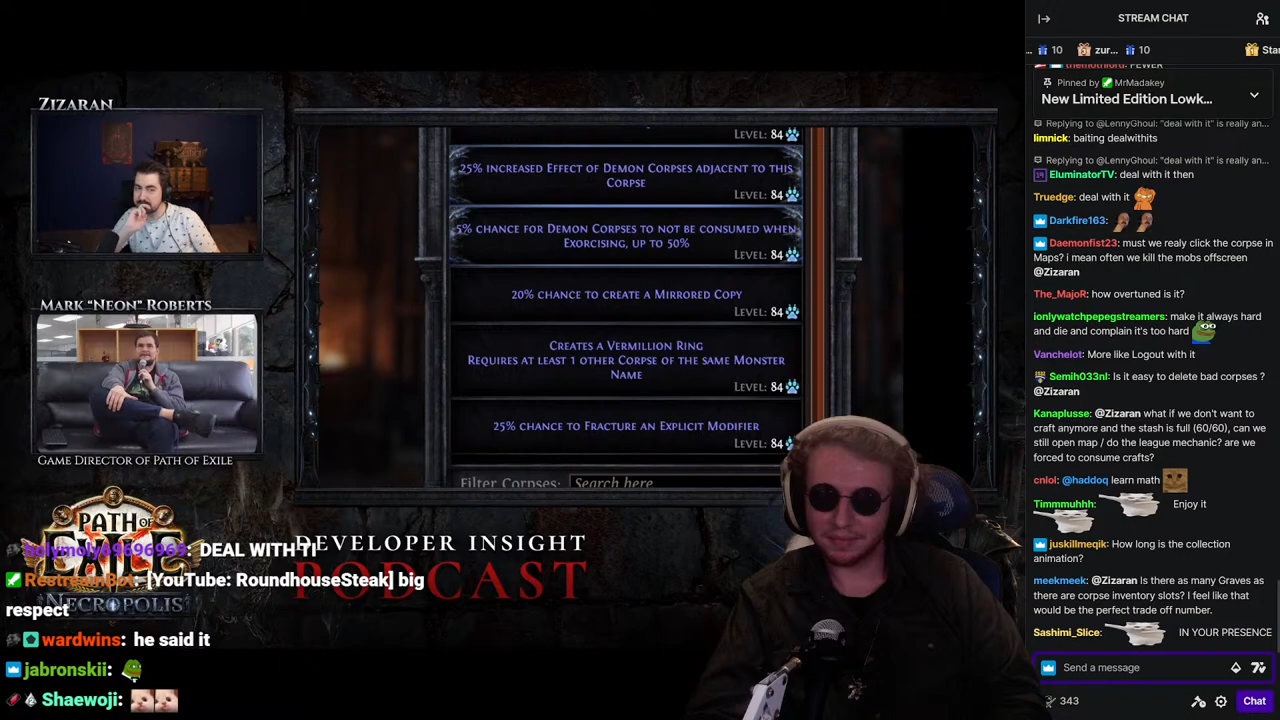 ZIZARAN
MARK “NEON” ROBERTS
GAME DIRECTOR OF PATH OF EXILE
LEVEL: 84
25% INCREASED EFFECT OF DEMON CORPSES ADJACENT TO THIS
CORPSE
LEVEL: 84
5% CHANCE FOR DEMON CORPSES TO NOT BE CONSUMED WHEN
EXORCISING, UP TO 50%
LEVEL: 84
20% CHANCE TO CREATE A MIRRORED COPY
LEVEL: 84
CREATES A VERMILLION RING
REQUIRES AT LEAST 1 OTHER CORPSE OF THE SAME MONSTER
NAME
LEVEL: 84
25% CHANCE TO FRACTURE AN EXPLICIT MODIFIER
LEVEL: 84
Filter Corpses: Search here
PATH OF
EXILE
NECROPOLIS
DEVELOPER INSIGHT
PODCAST
holymoly69696969: DEAL WITH TI
RestreamBot: [YouTube: RoundhouseSteak] big
respect
wardwins: he said it
jabronskii:
Shaewoji:
STREAM CHAT
... 10 zur... 10 Star
themothlord: FEWER
Pinned by MrMadakey
New Limited Edition Lowk...
Replying to @LennyGhoul: "deal with it" is really an...
limnick: baiting dealwithits
Replying to @LennyGhoul: "deal with it" is really an...
EluminatorTV: deal with it then
Truedge: deal with it
Darkfire163:
Daemonfist23: must we realy click the corpse in
Maps? i mean often we kill the mobs offscreen
@Zizaran
The_MajoR: how overtuned is it?
ionlywatchpepegstreamers: make it always hard
and die and complain it's too hard
Vanchelot: More like Logout with it
Semih033nl: Is it easy to delete bad corpses ?
@Zizaran
Kanaplusse: @Zizaran what if we don't want to
craft anymore and the stash is full (60/60), can we
still open map / do the league mechanic? are we
forced to consume crafts?
cnlol: @haddoq learn math
Timmmuhhh: Enjoy it
juskillmeqik: How long is the collection
animation?
meekmeek: @Zizaran Is there as many Graves as
there are corpse inventory slots? I feel like that
would be the perfect trade off number.
Sashimi_Slice: IN YOUR PRESENCE
Send a message
343
Chat